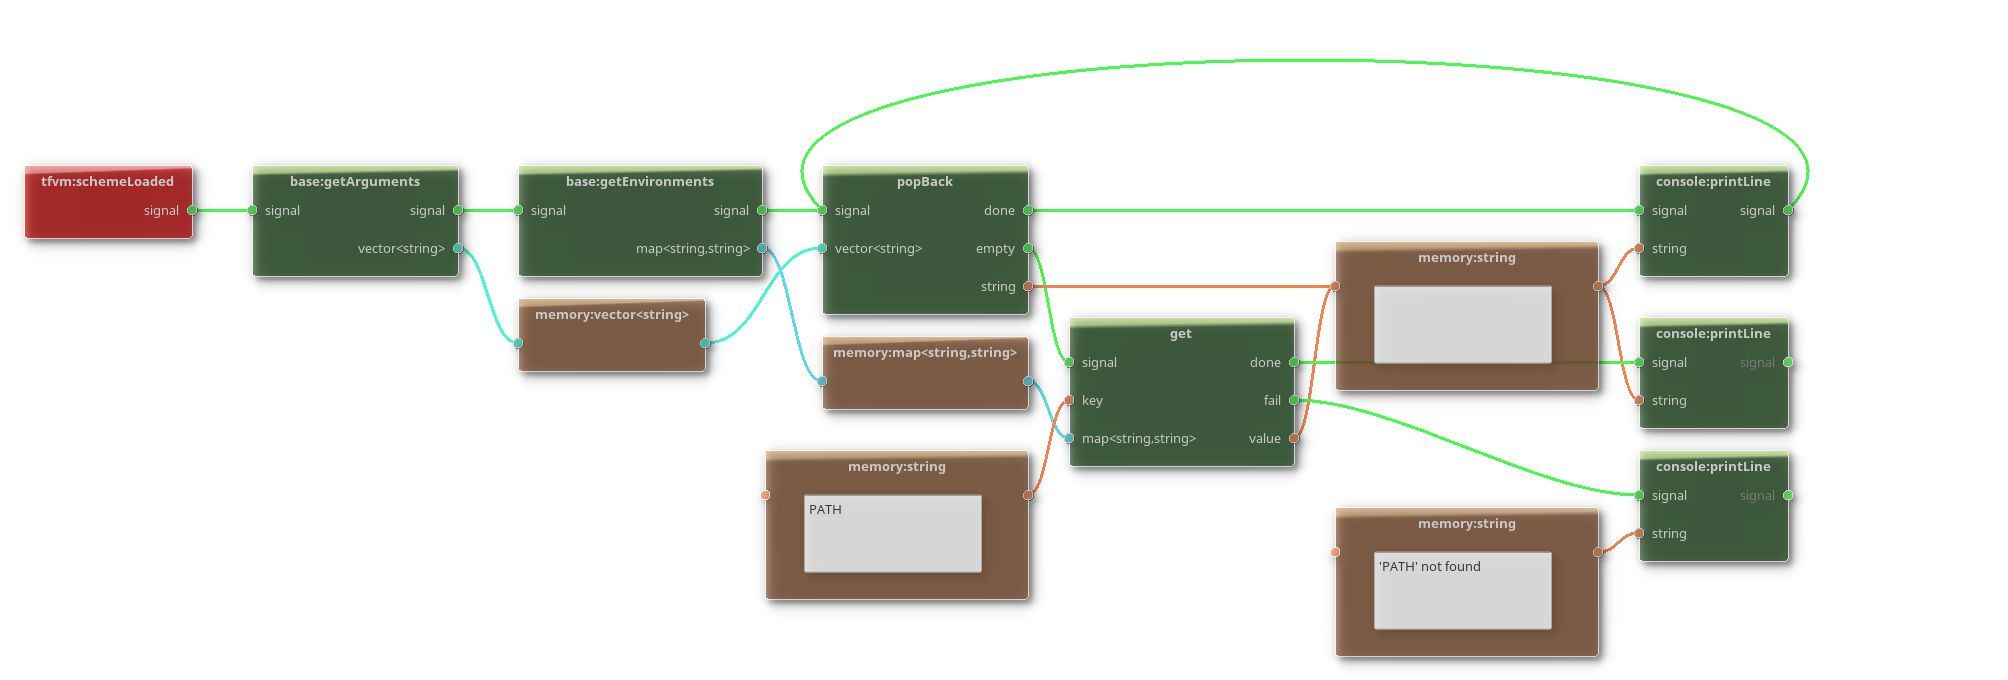 tfvm:schemeLoaded
signal
base:getArguments
signal signal
vector<string>
base:getEnvironments
signal signal
map<string,string>
memory:vector<string>
popBack
signal done
vector<string> empty
string
memory:map<string,string>
memory:string
PATH
get
signal done
key fail
map<string,string> value
memory:string
memory:string
'PATH' not found
console:printLine
signal signal
string
console:printLine
signal signal
string
console:printLine
signal signal
string